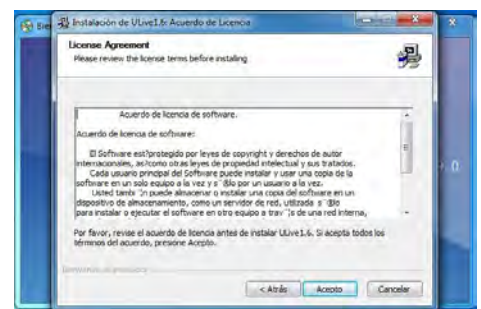 Instalación de ULive1.6: Acuerdo de Licencia
License Agreement
Please review the license terms before installing
Acuerdo de licencia de software.
Acuerdo de licencia de software:
El Software est?protegido por leyes de copyright y derechos de autor
internacionales, as?como otras leyes de propiedad intelectual y sus tratados.
Cada usuario principal del Software puede instalar y usar una copia de la
software en un solo equipo a la vez y s¨®lo por un usuario a la vez.
Usted tambi¨¦n puede almacenar o instalar una copia del software en un
dispositivo de almacenamiento, como un servidor de red, utilizada s¨®lo
para instalar o ejecutar el software en otro equipo a trav¨¦s de una red interna,
Por favor, revise el acuerdo de licencia antes de instalar ULive1.6. Si acepta todos los
términos del acuerdo, presione Acepto.
< Atrás Acepto Cancelar